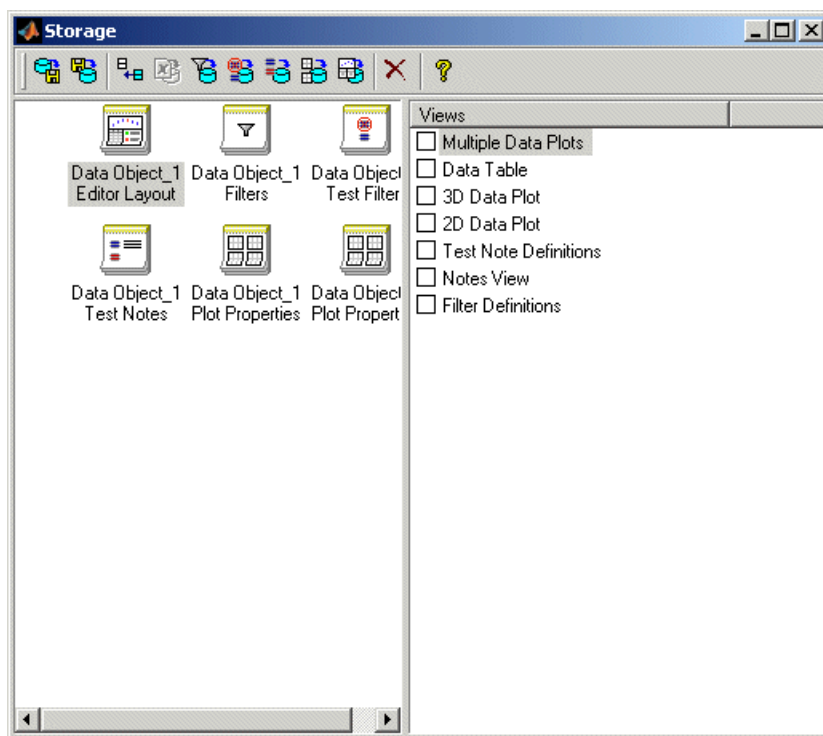 Storage
Data Object_1
Editor Layout
Data Object_1
Filters
Data Object
Test Filter
Data Object_1
Test Notes
Data Object_1
Plot Properties
Data Object
Plot Propert
Views
Multiple Data Plots
Data Table
3D Data Plot
2D Data Plot
Test Note Definitions
Notes View
Filter Definitions